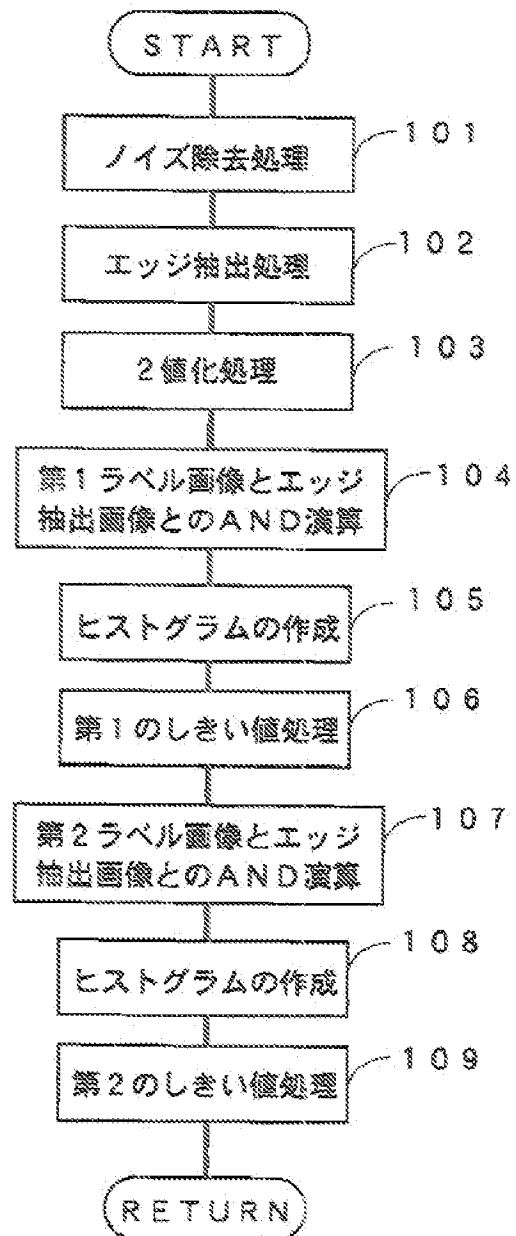 START
ノイズ除去処理
101
エッジ抽出処理
102
2値化処理
103
第1ラベル画像とエッジ
抽出画像とのAND演算
104
ヒストグラムの作成
105
第1のしきい値処理
106
第2ラベル画像とエッジ
抽出画像とのAND演算
107
ヒストグラムの作成
108
第2のしきい値処理
109
RETURN